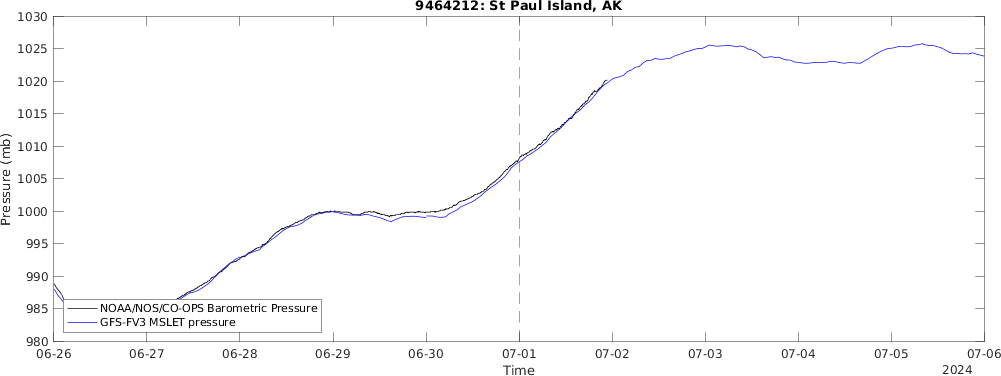 9464212: St Paul Island, AK
1030
1025
1020
1015
1010
1005
1000
995
990
985
980
Pressure (mb)
NOAA/NOS/CO-OPS Barometric Pressure
GFS-FV3 MSLET pressure
06-26 06-27 06-28 06-29 06-30 07-01 07-02 07-03 07-04 07-05 07-06
Time
2024